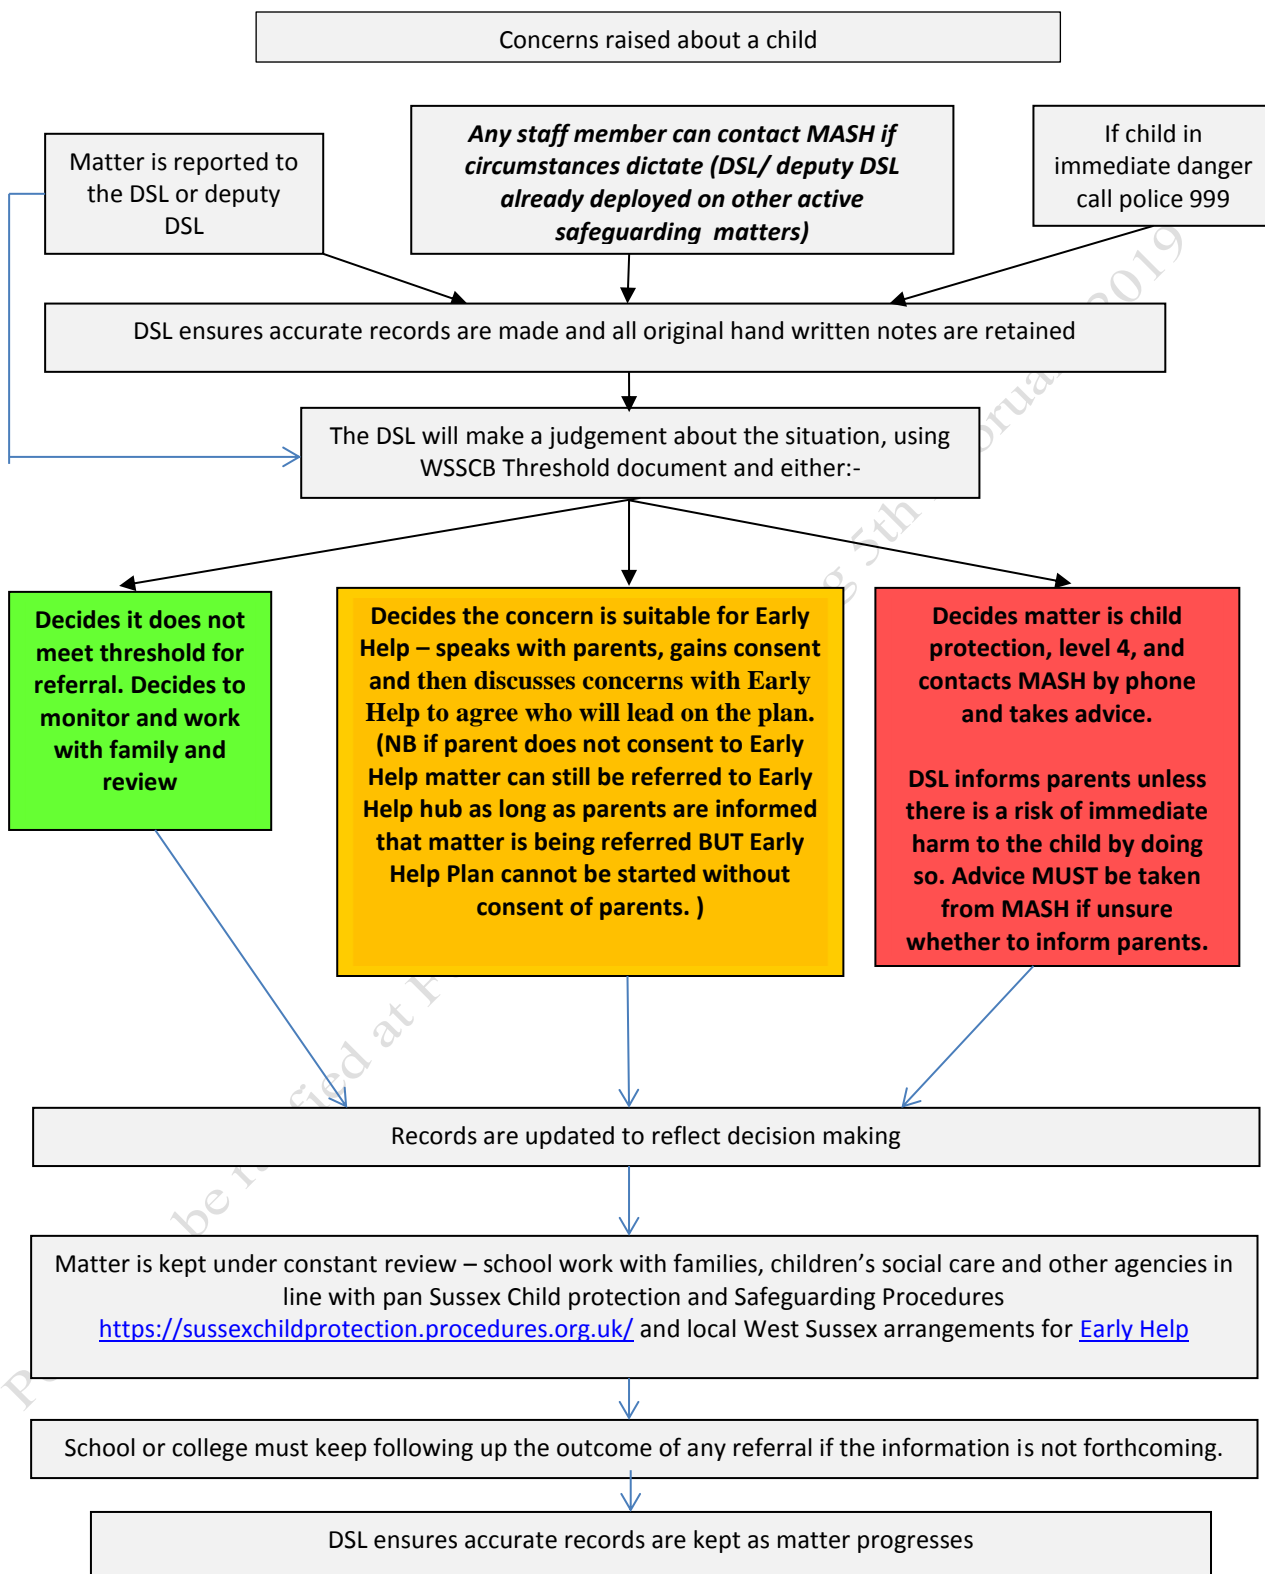 Concerns raised about a child
Matter is reported to
the DSL or deputy
DSL
Any staff member can contact MASH if
circumstances dictate (DSL/ deputy DSL
already deployed on other active
safeguarding matters)
If child in
immediate danger
call police 999
DSL ensures accurate records are made and all original hand written notes are retained
The DSL will make a judgement about the situation, using
WSSCB Threshold document and either:-
Decides it does not
meet threshold for
referral. Decides to
monitor and work
with family and
review
Decides the concern is suitable for Early
Help – speaks with parents, gains consent
and then discusses concerns with Early
Help to agree who will lead on the plan.
(NB if parent does not consent to Early
Help matter can still be referred to Early
Help hub as long as parents are informed
that matter is being referred BUT Early
Help Plan cannot be started without
consent of parents. )
Decides matter is child
protection, level 4, and
contacts MASH by phone
and takes advice.
DSL informs parents unless
there is a risk of immediate
harm to the child by doing
so. Advice MUST be taken
from MASH if unsure
whether to inform parents.
Records are updated to reflect decision making
Matter is kept under constant review – school work with families, children’s social care and other agencies in
line with pan Sussex Child protection and Safeguarding Procedures
https://sussexchildprotection.procedures.org.uk/ and local West Sussex arrangements for Early Help
School or college must keep following up the outcome of any referral if the information is not forthcoming.
DSL ensures accurate records are kept as matter progresses
be at 5th 2019